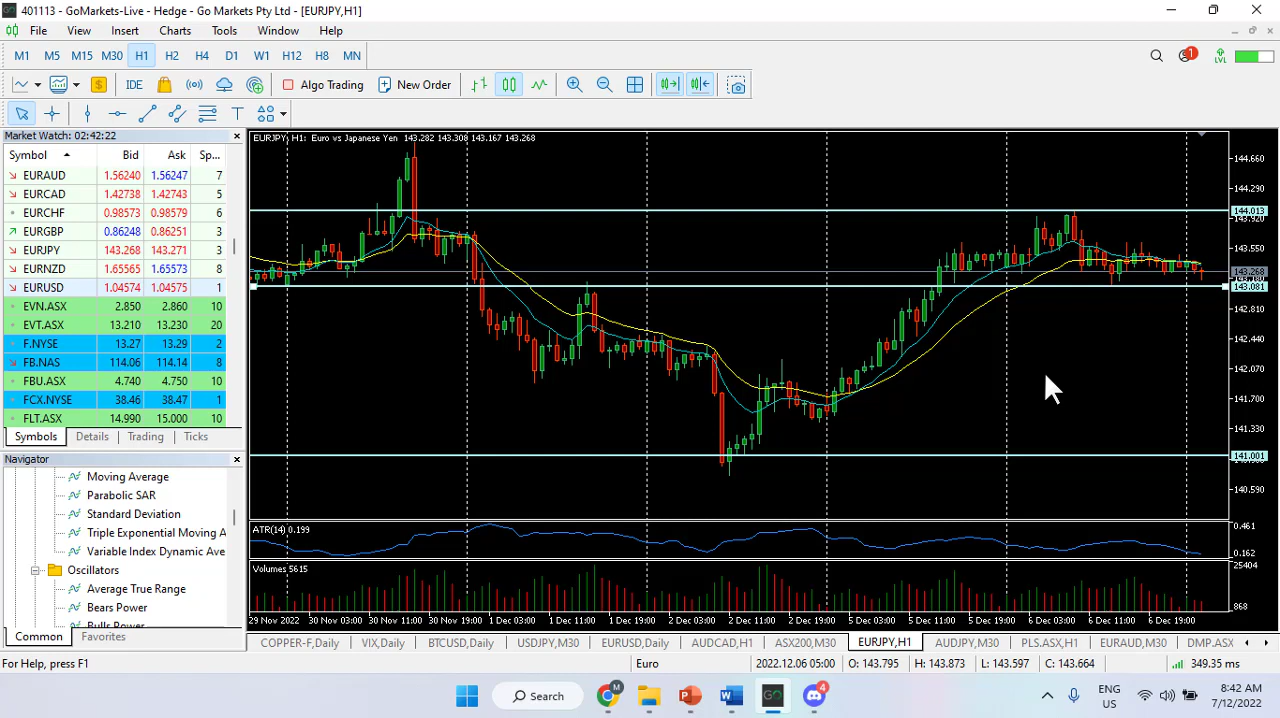 401113 - GoMarkets-Live - Hedge - Go Markets Pty Ltd - [EURJPY,H1]
File View Insert Charts Tools Window Help
M1 M5 M15 M30 H1 H2 H4 D1 W1 H12 H8 MN
1 LVL
IDE Algo Trading New Order
T
Market Watch: 02:42:22
Symbol Bid Ask Sp...
EURAUD 1.56240 1.56247 7
EURCAD 1.42738 1.42743 5
EURCHF 0.98573 0.98579 6
EURGBP 0.86248 0.86251 3
EURJPY 143.268 143.271 3
EURNZD 1.65565 1.65573 8
EURUSD 1.04574 1.04575 1
EVN.ASX 2.850 2.860 10
EVT.ASX 13.210 13.230 20
F.NYSE 13.27 13.29 2
FB.NAS 114.06 114.14 8
FBU.ASX 4.740 4.750 10
FCX.NYSE 38.46 38.47 1
FLT.ASX 14.990 15.000 10
Symbols Details Trading Ticks
Navigator
Moving Average
Parabolic SAR
Standard Deviation
Triple Exponential Moving A
Variable Index Dynamic Ave
Oscillators
Average True Range
Bears Power
Bulls Power
Common Favorites
EURJPY, H1: Euro vs Japanese Yen 143.282 143.308 143.167 143.268
144.660
144.290
144.013
143.920
143.550
143.268
143.081
142.810
142.440
142.070
141.700
141.330
141.001
140.590
ATR(14) 0.199
0.461
0.162
Volumes 5615
25404
868
29 Nov 2022 30 Nov 03:00 30 Nov 11:00 30 Nov 19:00 1 Dec 03:00 1 Dec 11:00 1 Dec 19:00 2 Dec 03:00 2 Dec 11:00 2 Dec 19:00 5 Dec 03:00 5 Dec 11:00 5 Dec 19:00 6 Dec 03:00 6 Dec 11:00 6 Dec 19:00
COPPER-F,Daily VIX,Daily BTCUSD,Daily USDJPY,M30 EURUSD,Daily AUDCAD,H1 ASX200,M30 EURJPY,H1 AUDJPY,M30 PLS.ASX,H1 EURAUD,M30 DMP.ASX
For Help, press F1 Euro 2022.12.06 05:00 O: 143.795 H: 143.873 L: 143.597 C: 143.664 349.35 ms
Search M P W GO 4 ENG US 8:42 AM 7/12/2022